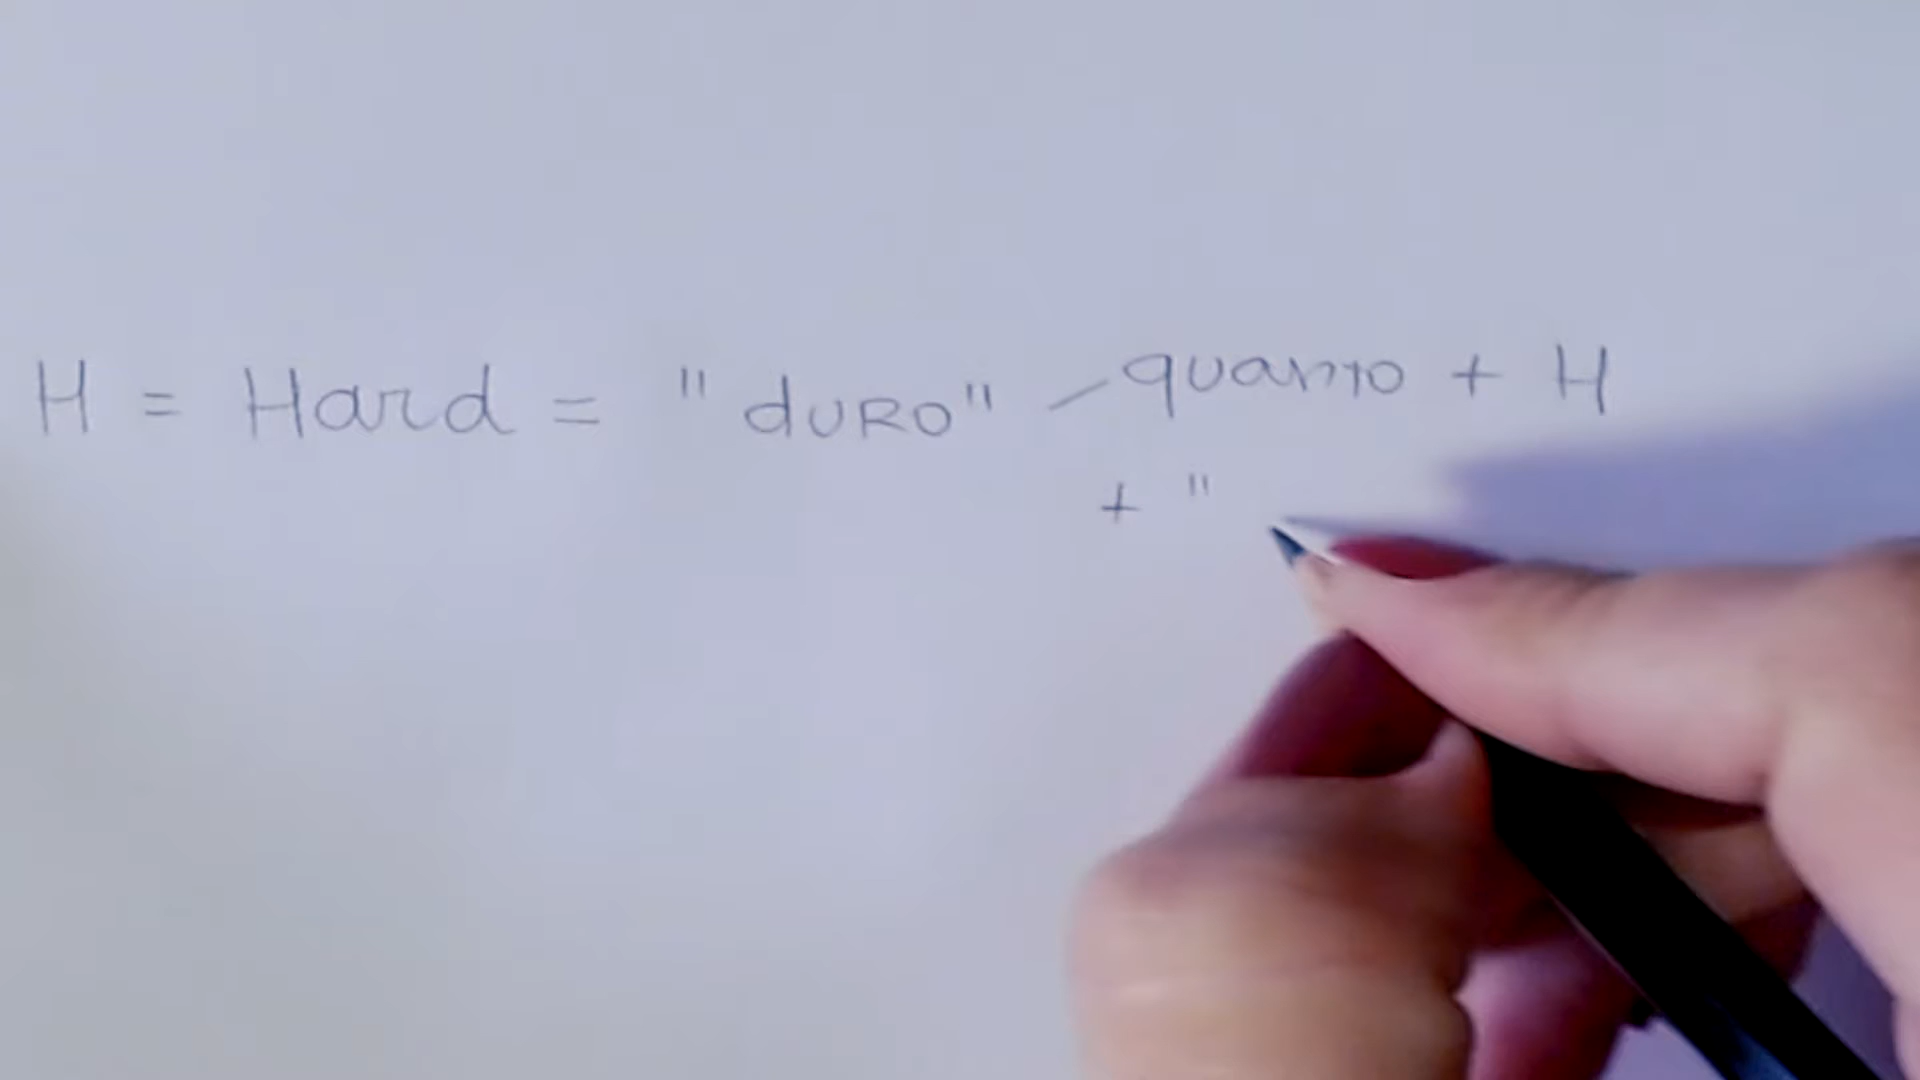 H = Hard = "duro" - quanto + H
+ "